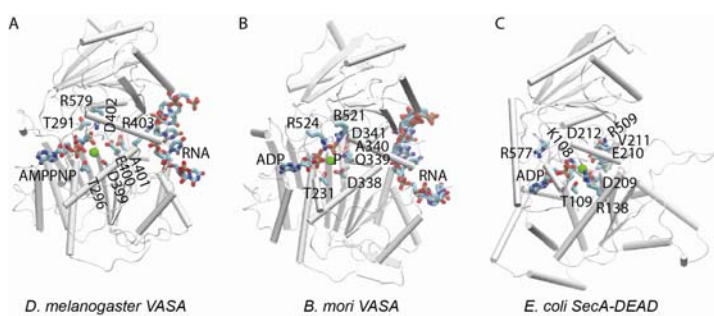 A
B
C
R579
D402
T291
R403
RNA
AMPPNP
T296
D399
E400
A401
D. melanogaster VASA
R524
R521
D341
A340
ADP
P
Q339
T231
D338
RNA
B. mori VASA
K108
D212
R509
V211
R577
E210
ADP
D209
T109
R138
E. coli SecA-DEAD